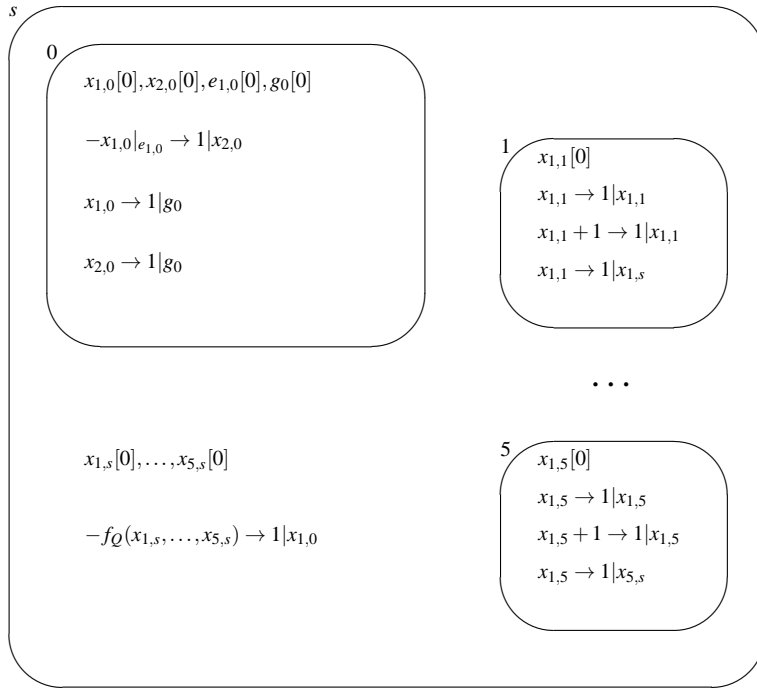 s
0
x_{1,0}[0], x_{2,0}[0], e_{1,0}[0], g_0[0]
−x_{1,0}|_{e_{1,0}} → 1|x_{2,0}
x_{1,0} → 1|g_0
x_{2,0} → 1|g_0
1
x_{1,1}[0]
x_{1,1} → 1|x_{1,1}
x_{1,1} + 1 → 1|x_{1,1}
x_{1,1} → 1|x_{1,s}
...
x_{1,s}[0], ..., x_{5,s}[0]
−f_Q(x_{1,s}, ..., x_{5,s}) → 1|x_{1,0}
5
x_{1,5}[0]
x_{1,5} → 1|x_{1,5}
x_{1,5} + 1 → 1|x_{1,5}
x_{1,5} → 1|x_{5,s}